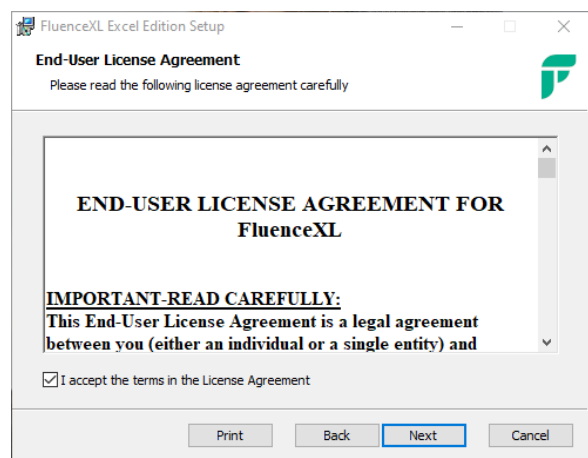 FluenceXL Excel Edition Setup
End-User License Agreement
Please read the following license agreement carefully
END-USER LICENSE AGREEMENT FOR
FluenceXL
IMPORTANT-READ CAREFULLY:
This End-User License Agreement is a legal agreement
between you (either an individual or a single entity) and
I accept the terms in the License Agreement
Print Back Next Cancel